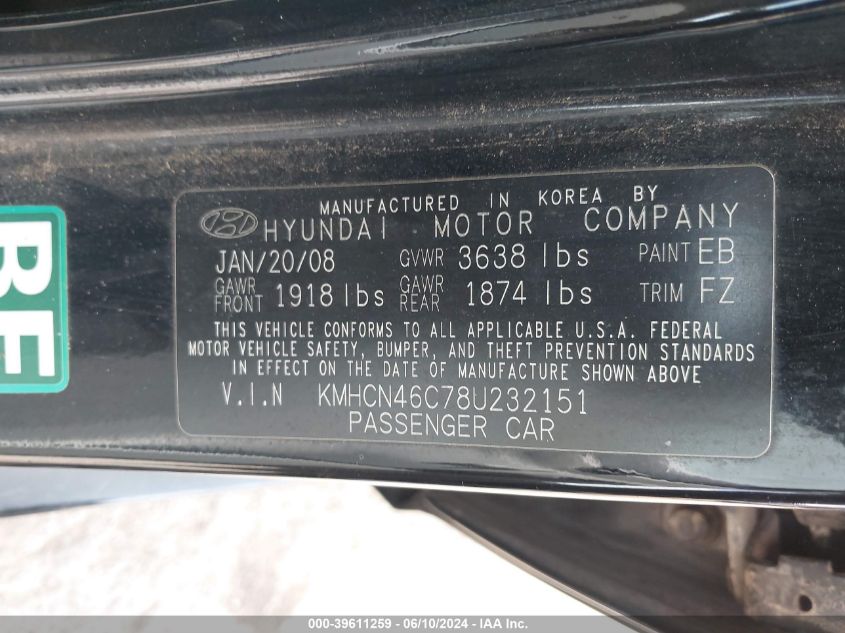 MANUFACTURED IN KOREA BY
HYUNDAI MOTOR COMPANY
JAN/20/08 GVWR 3638 lbs PAINT EB
GAWR FRONT 1918 lbs GAWR REAR 1874 lbs TRIM FZ
THIS VEHICLE CONFORMS TO ALL APPLICABLE U.S.A. FEDERAL
MOTOR VEHICLE SAFETY, BUMPER, AND THEFT PREVENTION STANDARDS
IN EFFECT ON THE DATE OF MANUFACTURE SHOWN ABOVE
V.I.N KMHCN46C78U232151
PASSENGER CAR
BE
000-39611259 - 06/10/2024 - IAA Inc.